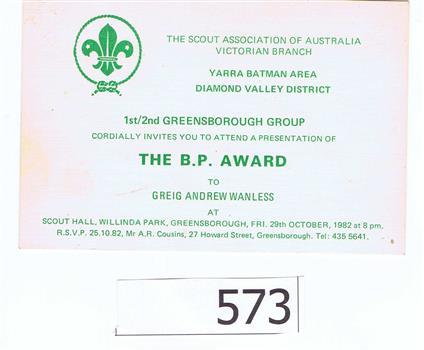 THE SCOUT ASSOCIATION OF AUSTRALIA
VICTORIAN BRANCH
YARRA BATMAN AREA
DIAMOND VALLEY DISTRICT
1st/2nd GREENSBOROUGH GROUP
CORDIALLY INVITES YOU TO ATTEND A PRESENTATION OF
THE B.P. AWARD
TO
GREIG ANDREW WANLESS
AT
SCOUT HALL, WILLINDA PARK, GREENSBOROUGH, FRI. 29th OCTOBER, 1982 at 8 pm.
R.S.V.P. 25.10.82, Mr A.R. Cousins, 27 Howard Street, Greensborough. Tel: 435 5641.
573